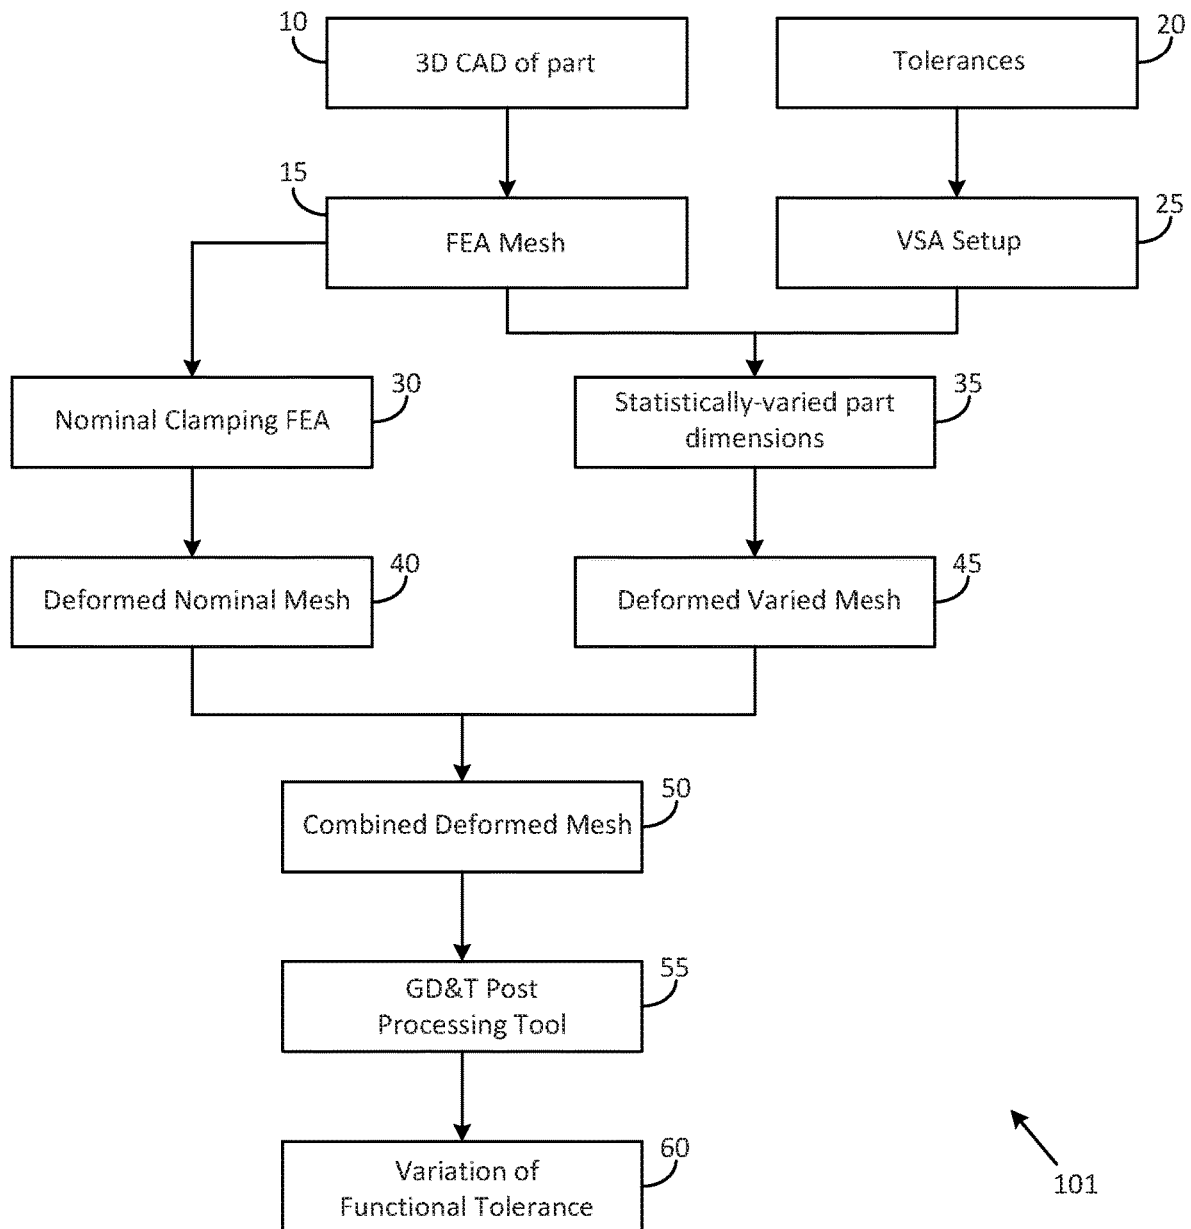 10
3D CAD of part
20
Tolerances
15
FEA Mesh
25
VSA Setup
30
Nominal Clamping FEA
35
Statistically-varied part
dimensions
40
Deformed Nominal Mesh
45
Deformed Varied Mesh
50
Combined Deformed Mesh
55
GD&T Post
Processing Tool
60
Variation of
Functional Tolerance
101